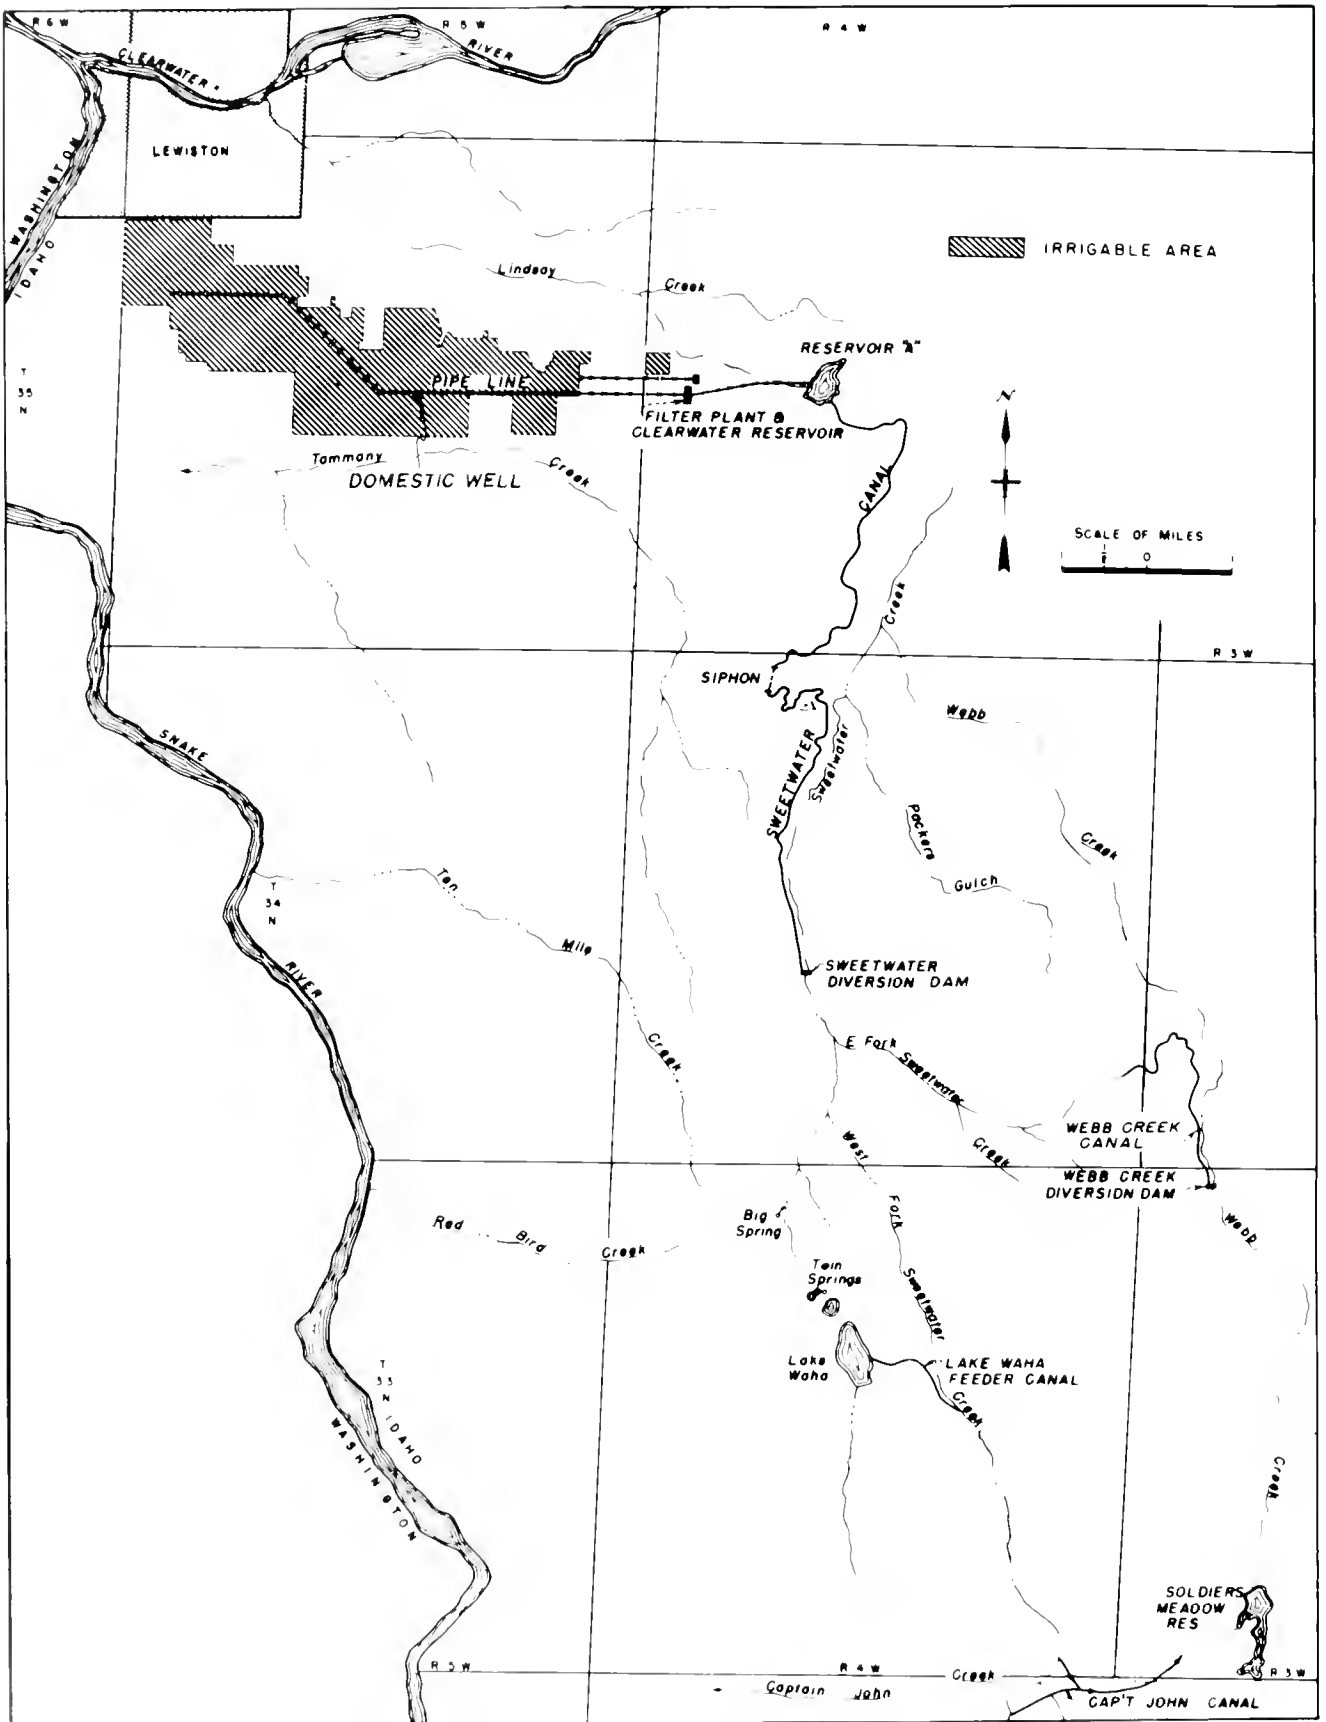 R 6 W
R 5 W
R 4 W
CLEARWATER
RIVER
LEWISTON
WASHINGTON
IDAHO
IRRIGABLE AREA
Lindsay
Creek
RESERVOIR "A"
T
35
N
PIPE LINE
N
FILTER PLANT &
CLEARWATER RESERVOIR
Tammany
Creek
DOMESTIC WELL
CANAL
SCALE OF MILES
0
Creek
R 3 W
SIPHON
Webb
SNAKE
SWEETWATER
Sweetwater
Packers
Creek
Gulch
T
34
N
Ten
Mile
RIVER
SWEETWATER
DIVERSION DAM
E Fork
Sweetwater
Creek
West
Creek
WEBB CREEK
CANAL
WEBB CREEK
DIVERSION DAM
Big
Spring
Fork
Webb
Red Bird Creek
Twin
Springs
Sweetwater
Lake
Waha
LAKE WAHA
FEEDER CANAL
Creek
T
33
N
IDAHO
WASHINGTON
Creek
SOLDIERS
MEADOW
RES
R 5 W
R 4 W
Creek
R 3 W
Captain John
CAP'T JOHN CANAL